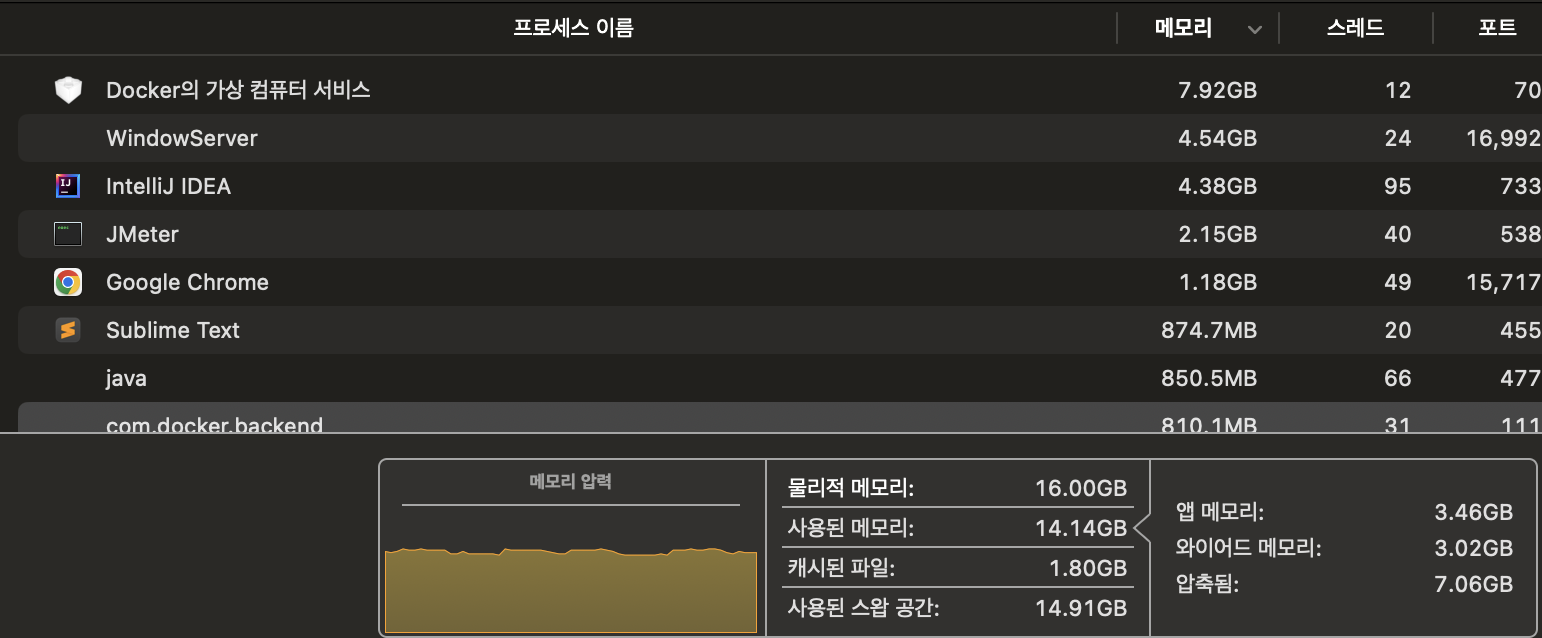 프로세스 이름 메모리 스레드 포트
Docker의 가상 컴퓨터 서비스 7.92GB 12 70
WindowServer 4.54GB 24 16,992
IntelliJ IDEA 4.38GB 95 733
JMeter 2.15GB 40 538
Google Chrome 1.18GB 49 15,717
Sublime Text 874.7MB 20 455
java 850.5MB 66 477
com.docker.backend 810.1MB 31 111
메모리 압력
물리적 메모리: 16.00GB
사용된 메모리: 14.14GB
캐시된 파일: 1.80GB
사용된 스왑 공간: 14.91GB
앱 메모리: 3.46GB
와이어드 메모리: 3.02GB
압축됨: 7.06GB